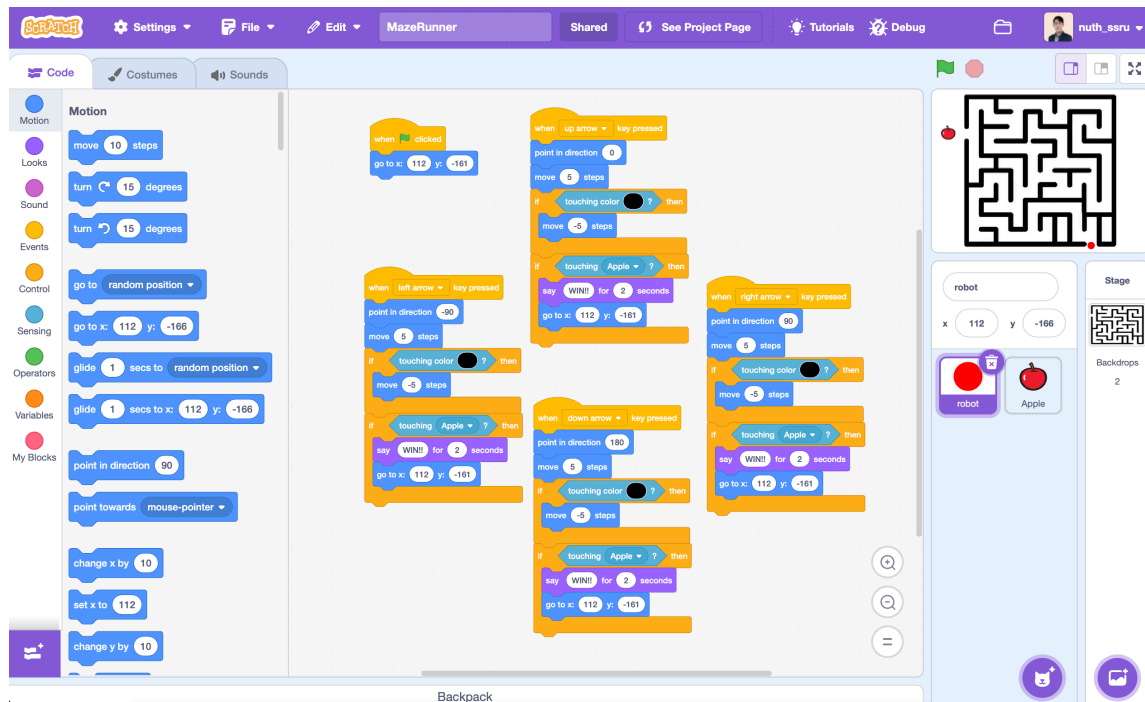 SCRATCH Settings File Edit MazeRunner Shared See Project Page Tutorials Debug nuth_ssru
Code Costumes Sounds
Motion
Looks
Sound
Events
Control
Sensing
Operators
Variables
My Blocks
Motion
move 10 steps
turn 15 degrees
turn 15 degrees
go to random position
go to x: 112 y: -166
glide 1 secs to random position
glide 1 secs to x: 112 y: -166
point in direction 90
point towards mouse-pointer
change x by 10
set x to 112
change y by 10
when clicked
go to x: 112 y: -161
when up arrow key pressed
point in direction 0
move 5 steps
if touching color ? then
move -5 steps
if touching Apple ? then
say WIN!! for 2 seconds
go to x: 112 y: -161
when left arrow key pressed
point in direction -90
move 5 steps
if touching color ? then
move -5 steps
if touching Apple ? then
say WIN!! for 2 seconds
go to x: 112 y: -161
when right arrow key pressed
point in direction 90
move 5 steps
if touching color ? then
move -5 steps
if touching Apple ? then
say WIN!! for 2 seconds
go to x: 112 y: -161
when down arrow key pressed
point in direction 180
move 5 steps
if touching color ? then
move -5 steps
if touching Apple ? then
say WIN!! for 2 seconds
go to x: 112 y: -161
robot
x 112 y -166
robot
Apple
Stage
Backdrops
2
Backpack